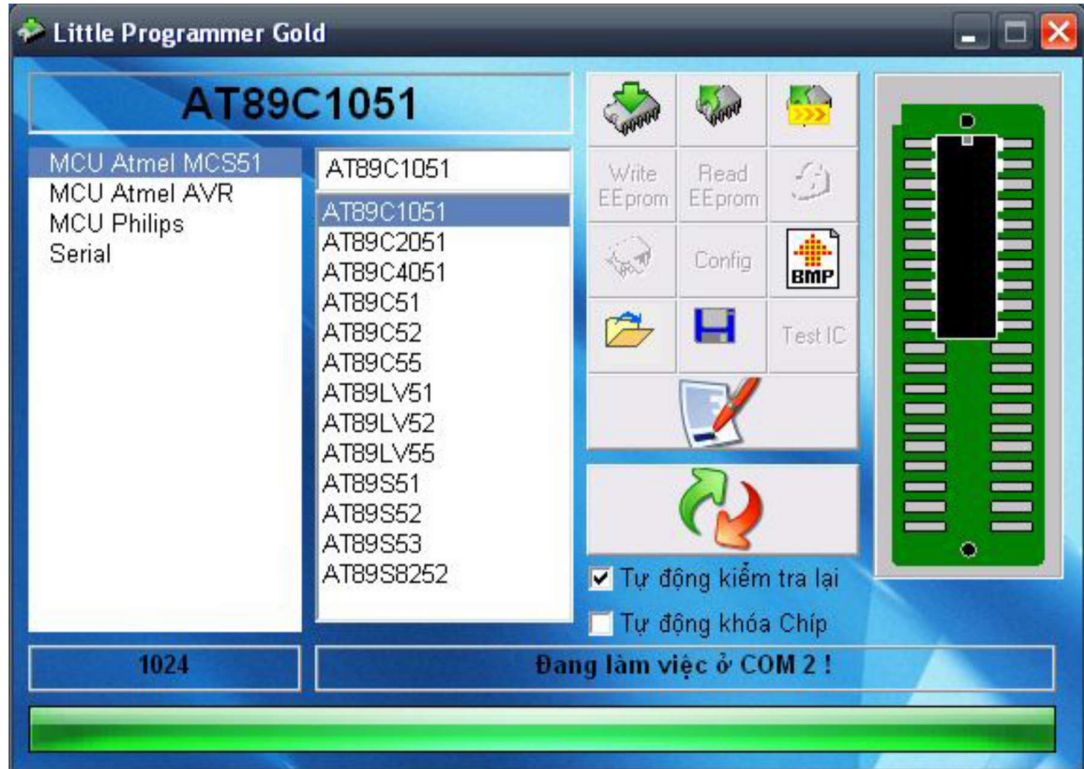 Little Programmer Gold
AT89C1051
MCU Atmel MCS51
MCU Atmel AVR
MCU Philips
Serial
AT89C1051
AT89C1051
AT89C2051
AT89C4051
AT89C51
AT89C52
AT89C55
AT89LV51
AT89LV52
AT89LV55
AT89S51
AT89S52
AT89S53
AT89S8252
Write
EEprom
Read
EEprom
Config
BMP
Test IC
Tự động kiểm tra lại
Tự động khóa Chíp
1024
Đang làm việc ở COM 2 !